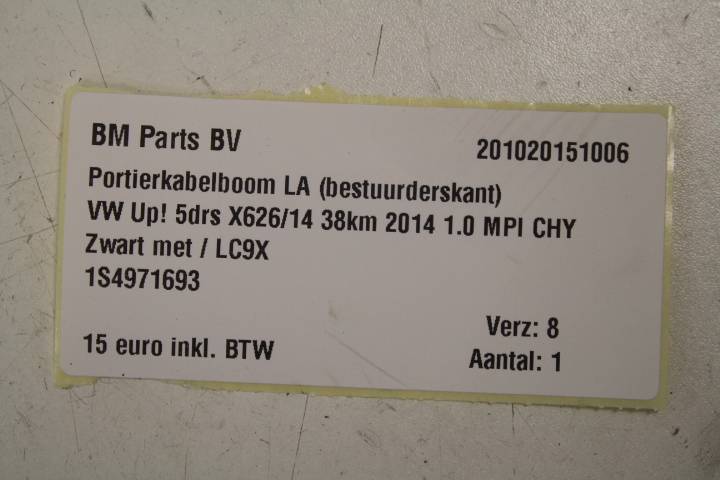 BM Parts BV 201020151006
Portierkabelboom LA (bestuurderskant)
VW Up! 5drs X626/14 38km 2014 1.0 MPI CHY
Zwart met / LC9X
1S4971693
Verz: 8
15 euro inkl. BTW Aantal: 1